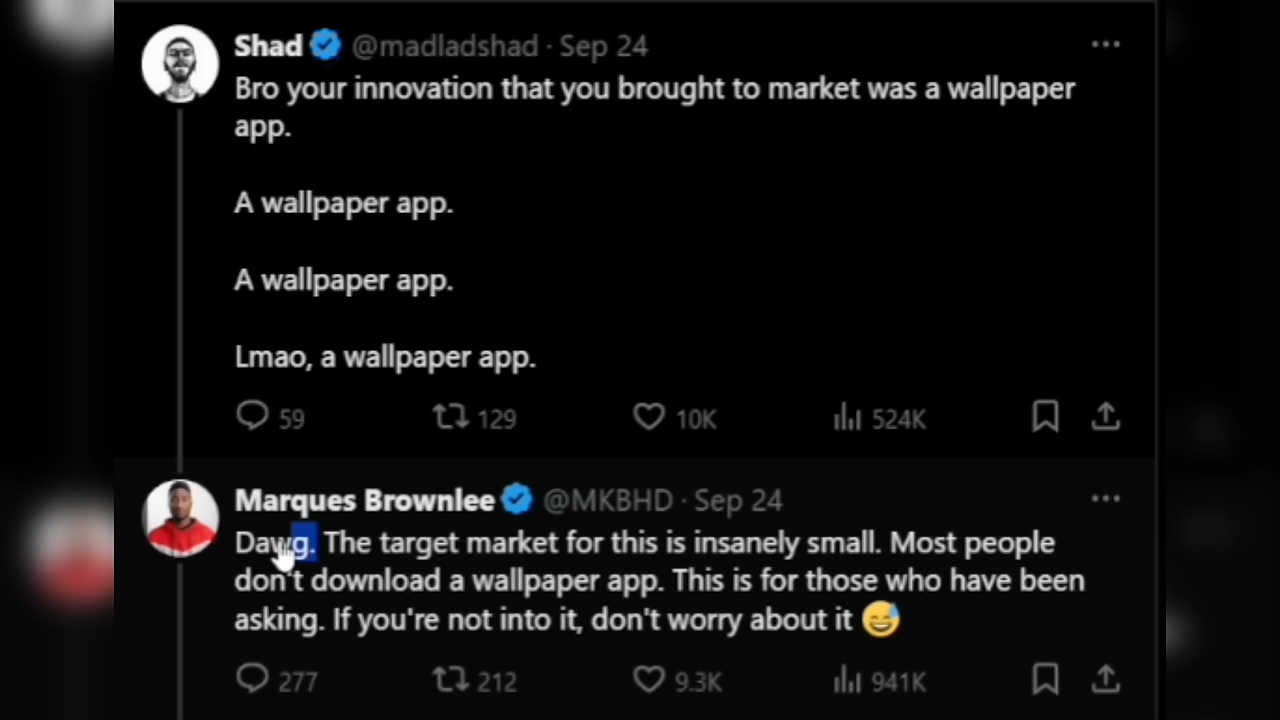 Shad @madladshad · Sep 24
Bro your innovation that you brought to market was a wallpaper
app.
A wallpaper app.
A wallpaper app.
Lmao, a wallpaper app.
59 129 10K 524K
Marques Brownlee @MKBHD · Sep 24
Dawg. The target market for this is insanely small. Most people
don't download a wallpaper app. This is for those who have been
asking. If you're not into it, don't worry about it 😅
277 212 9.3K 941K